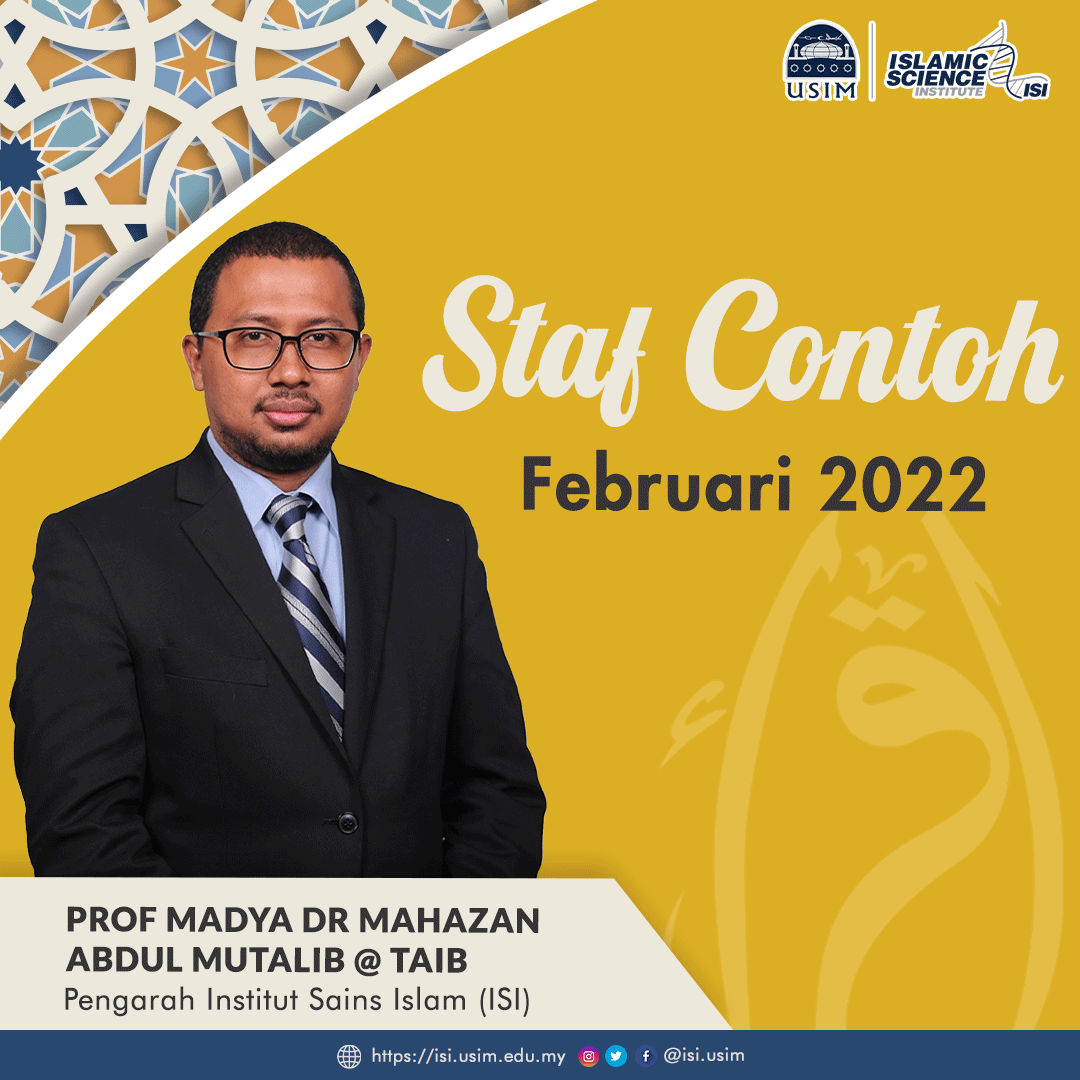 USIM
ISLAMIC
SCIENCE
INSTITUTE
ISI
Staf Contoh
Februari 2022
PROF MADYA DR MAHAZAN
ABDUL MUTALIB @ TAIB
Pengarah Institut Sains Islam (ISI)
https://isi.usim.edu.my @isi.usim